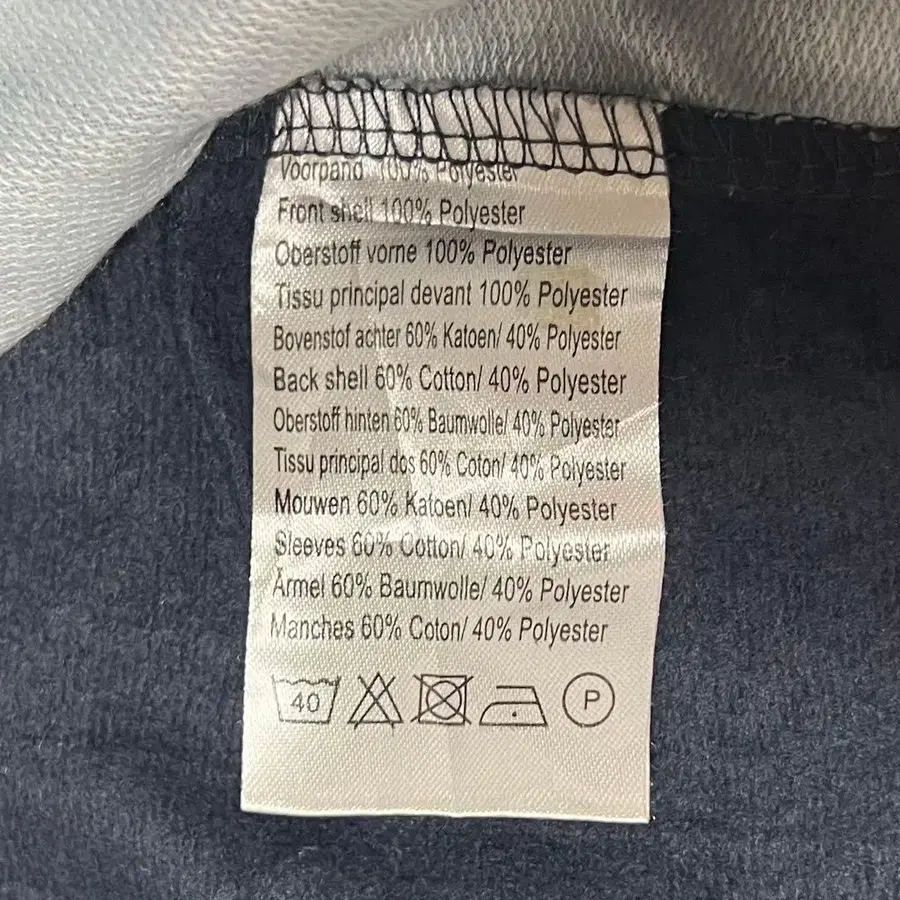 Voorpand 100% Polyester
Front shell 100% Polyester
Oberstoff vorne 100% Polyester
Tissu principal devant 100% Polyester
Bovenstof achter 60% Katoen/ 40% Polyester
Back shell 60% Cotton/ 40% Polyester
Oberstoff hinten 60% Baumwolle/ 40% Polyester
Tissu principal dos 60% Coton/ 40% Polyester
Mouwen 60% Katoen/ 40% Polyester
Sleeves 60% Cotton/ 40% Polyester
Ärmel 60% Baumwolle/ 40% Polyester
Manches 60% Coton/ 40% Polyester
40 P